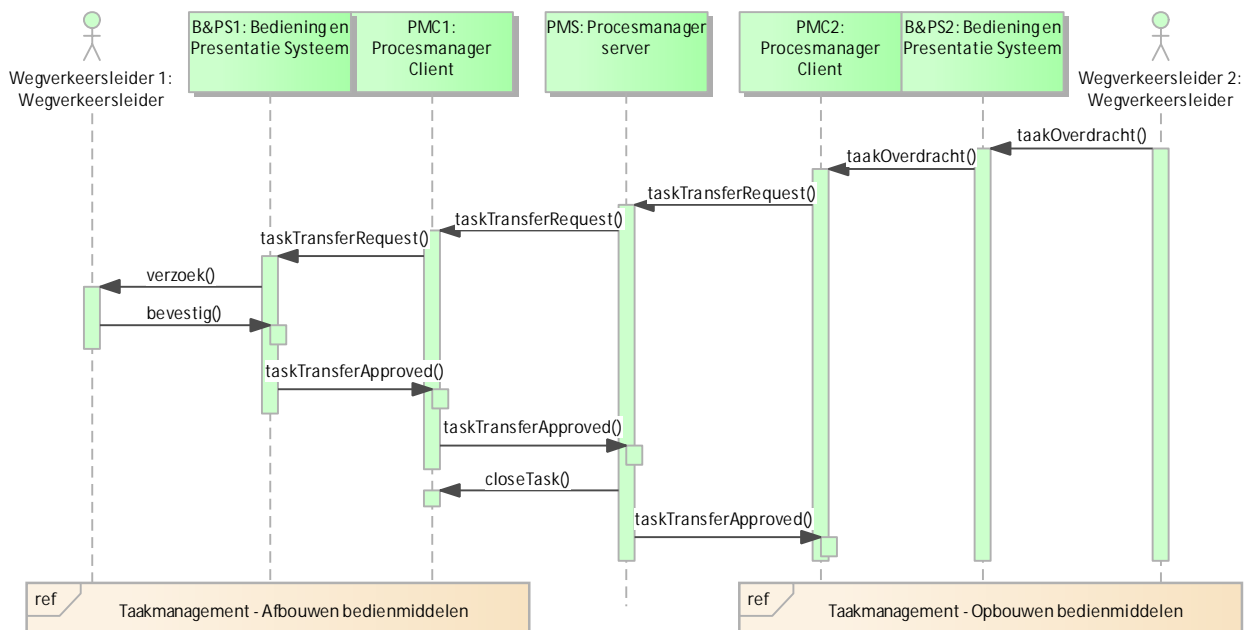 Wegverkeersleider 1:
Wegverkeersleider
B&PS1: Bediening en
Presentatie Systeem
PMC1:
Procesmanager
Client
PMS: Procesmanager
server
PMC2:
Procesmanager
Client
B&PS2: Bediening en
Presentatie Systeem
Wegverkeersleider 2:
Wegverkeersleider
taakOverdracht()
taakOverdracht()
taskTransferRequest()
taskTransferRequest()
taskTransferRequest()
verzoek()
bevestig()
taskTransferApproved()
taskTransferApproved()
closeTask()
taskTransferApproved()
ref
Taakmanagement - Afbouwen bedienmiddelen
ref
Taakmanagement - Opbouwen bedienmiddelen